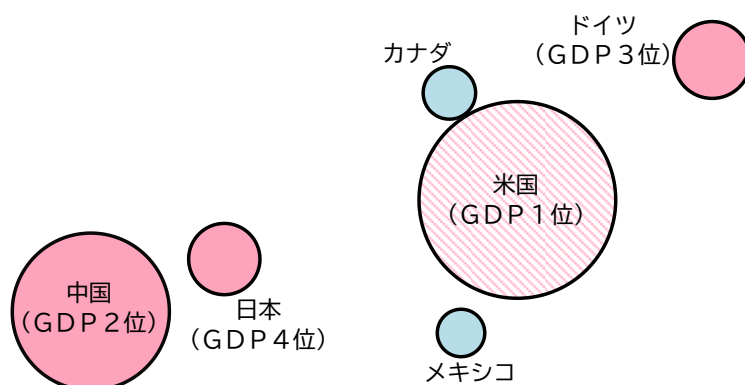 ドイツ
(GDP3位)
カナダ
米国
(GDP1位)
中国
(GDP2位)
日本
(GDP4位)
メキシコ